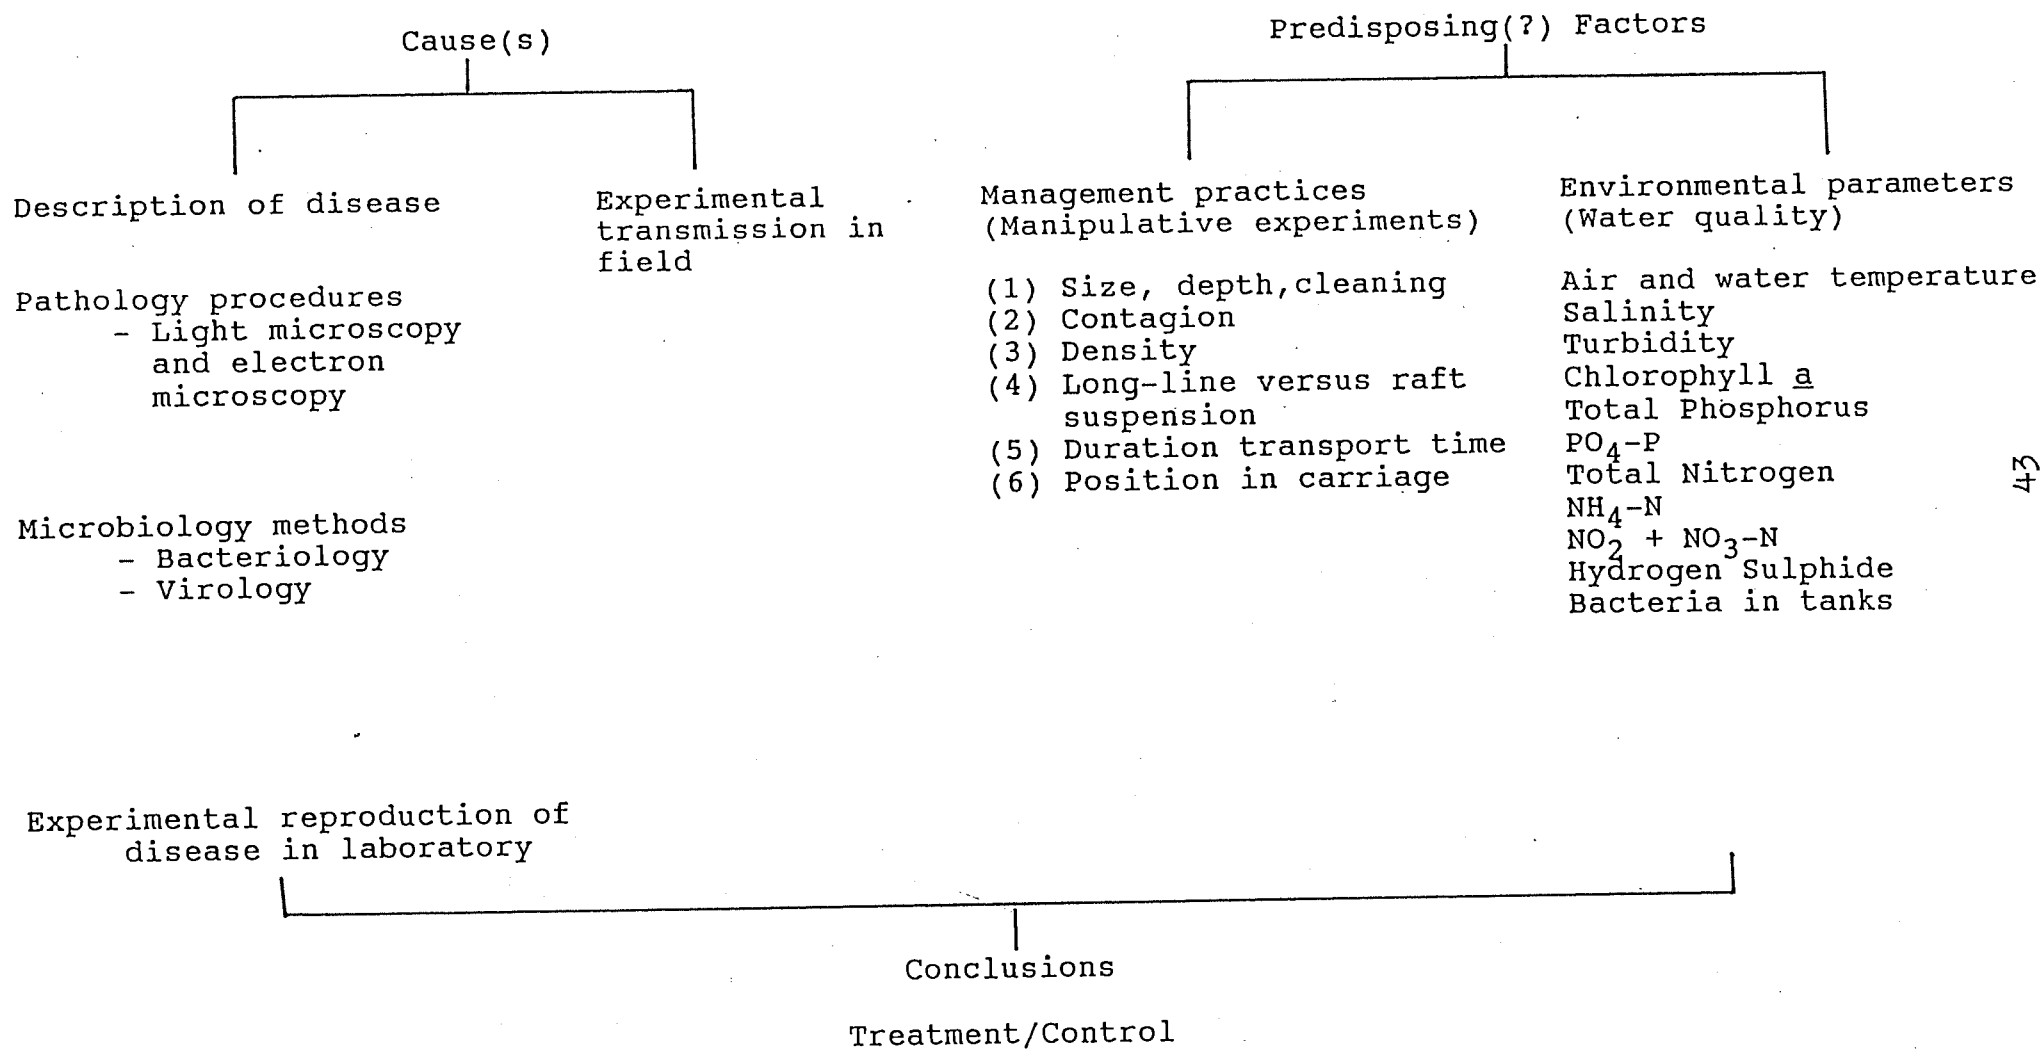 Cause(s)
Description of disease
Pathology procedures
- Light microscopy
and electron
microscopy
Microbiology methods
- Bacteriology
- Virology
Experimental reproduction of
disease in laboratory
Experimental
transmission in
field
Predisposing(?) Factors
Management practices
(Manipulative experiments)
(1) Size, depth,cleaning
(2) Contagion
(3) Density
(4) Long-line versus raft
suspension
(5) Duration transport time
(6) Position in carriage
Environmental parameters
(Water quality)
Air and water temperature
Salinity
Turbidity
Chlorophyll a
Total Phosphorus
PO4-P
Total Nitrogen
NH4-N
NO2 + NO3-N
Hydrogen Sulphide
Bacteria in tanks
43
Conclusions
Treatment/Control